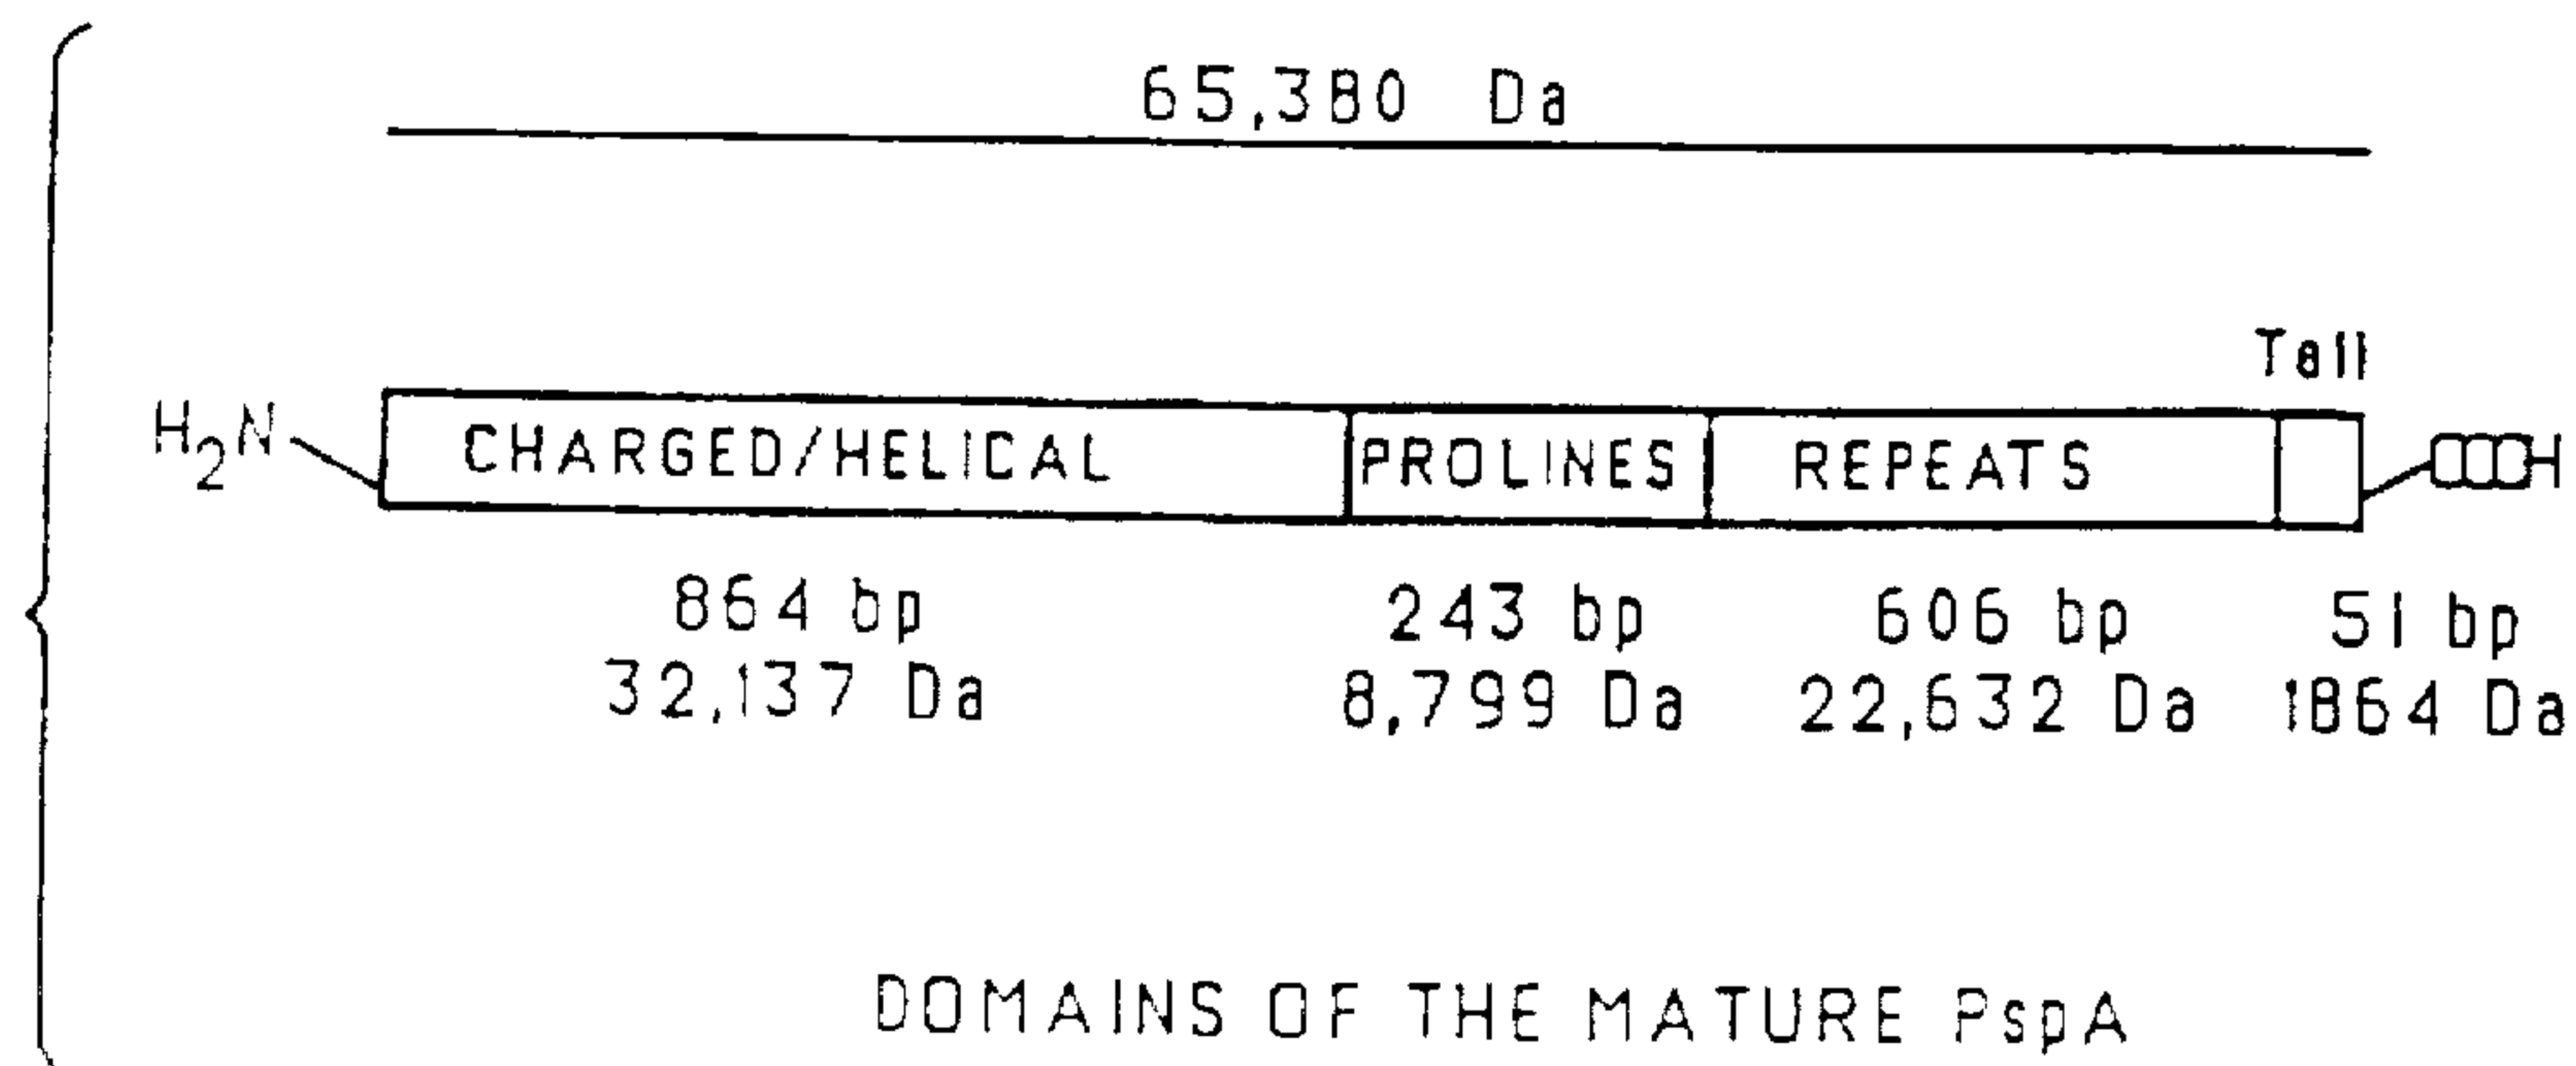 65,380 Da
Tail
H2N CHARGED/HELICAL PROLINES REPEATS COOH
864 bp 243 bp 606 bp 51 bp
32,137 Da 8,799 Da 22,632 Da 1864 Da
DOMAINS OF THE MATURE PspA